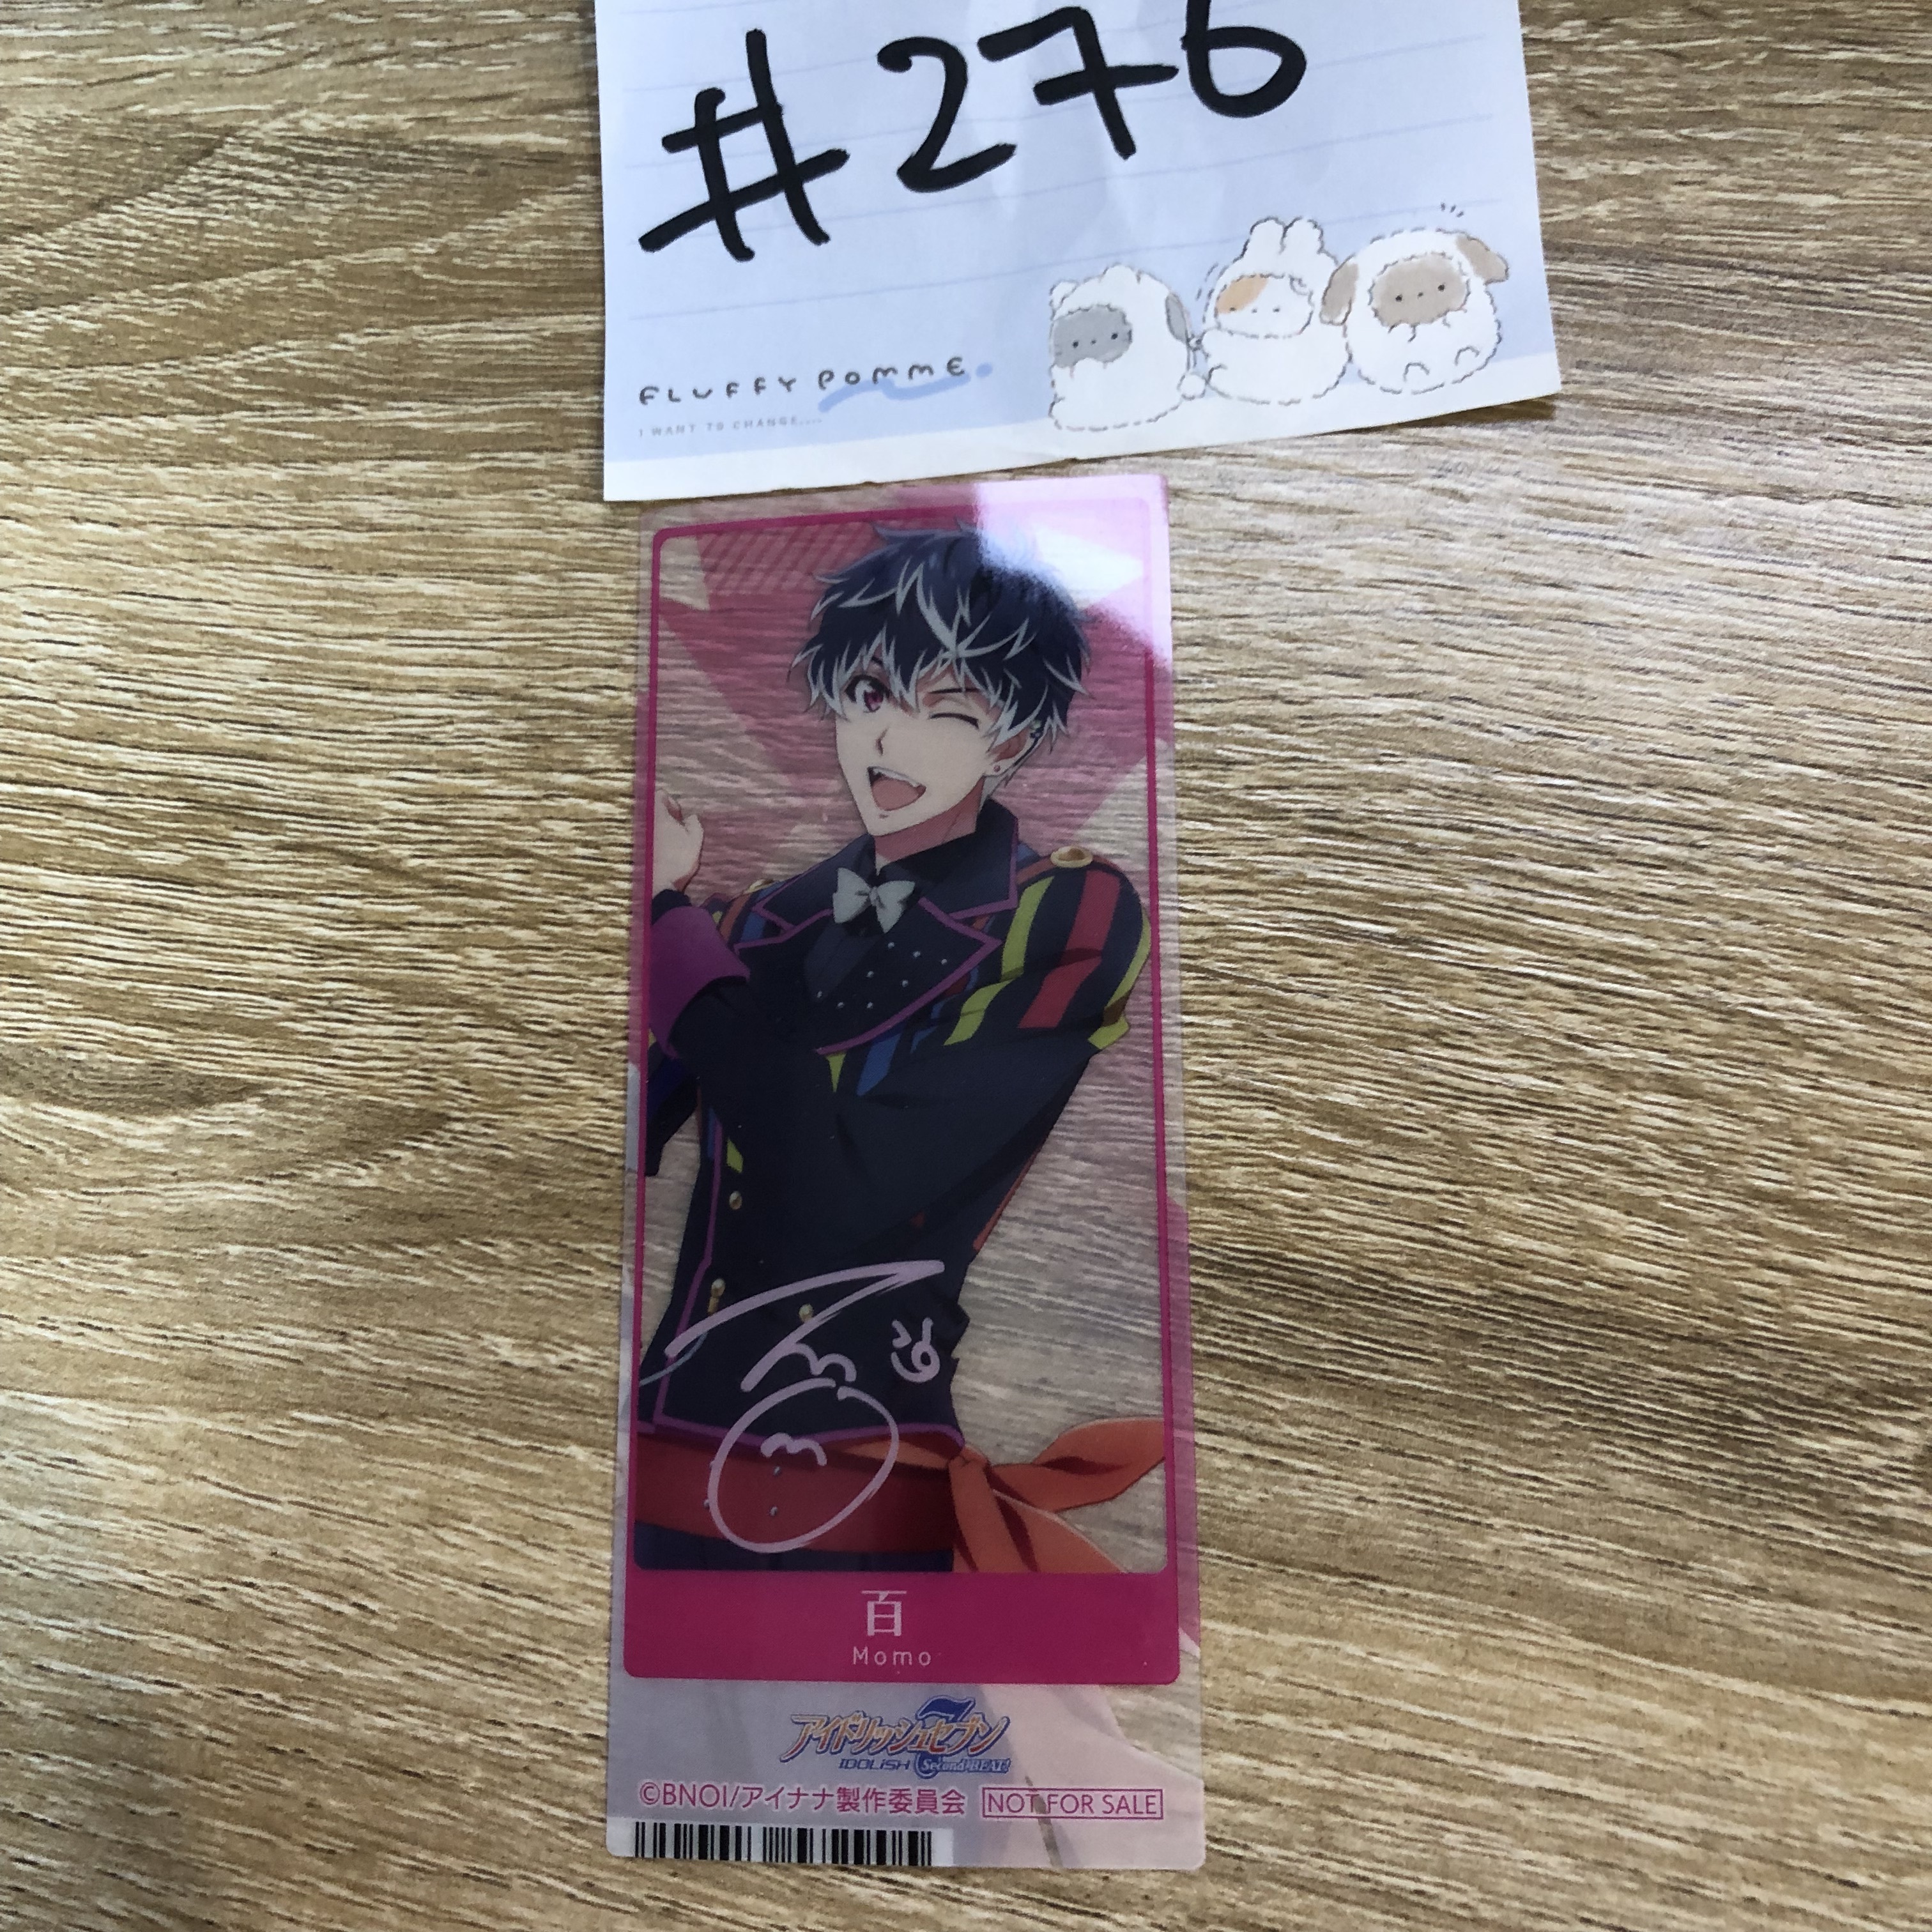 #276
FLUFFY POMME
I WANT TO CHANGE....
百
Momo
アイドリッシュセブン
IDOLiSH7 Second BEAT!
©BNOI/アイナナ製作委員会 NOT FOR SALE